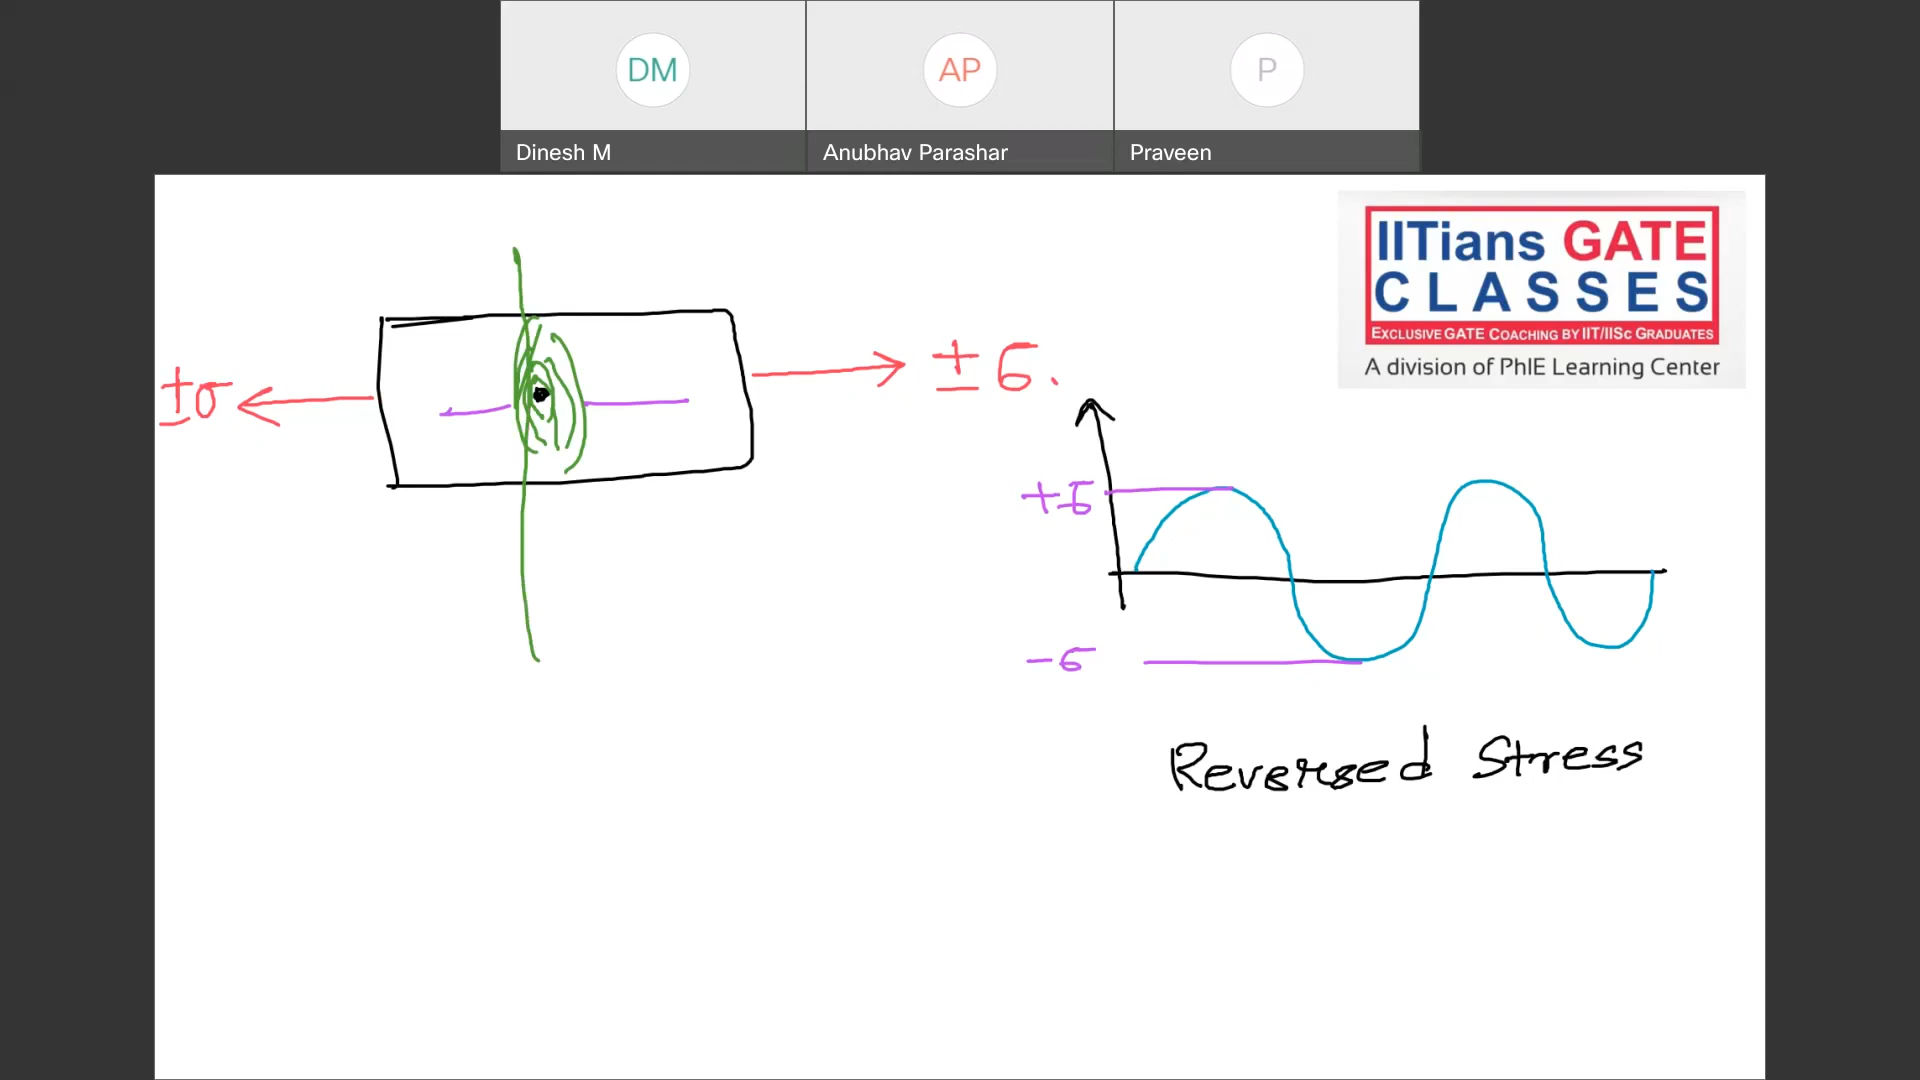 DM
AP
P
Dinesh M
Anubhav Parashar
Praveen
IITians GATE
CLASSES
EXCLUSIVE GATE COACHING BY IIT/IISC GRADUATES
A division of PhIE Learning Center
±σ
±σ.
+σ
-σ
Reversed Stress